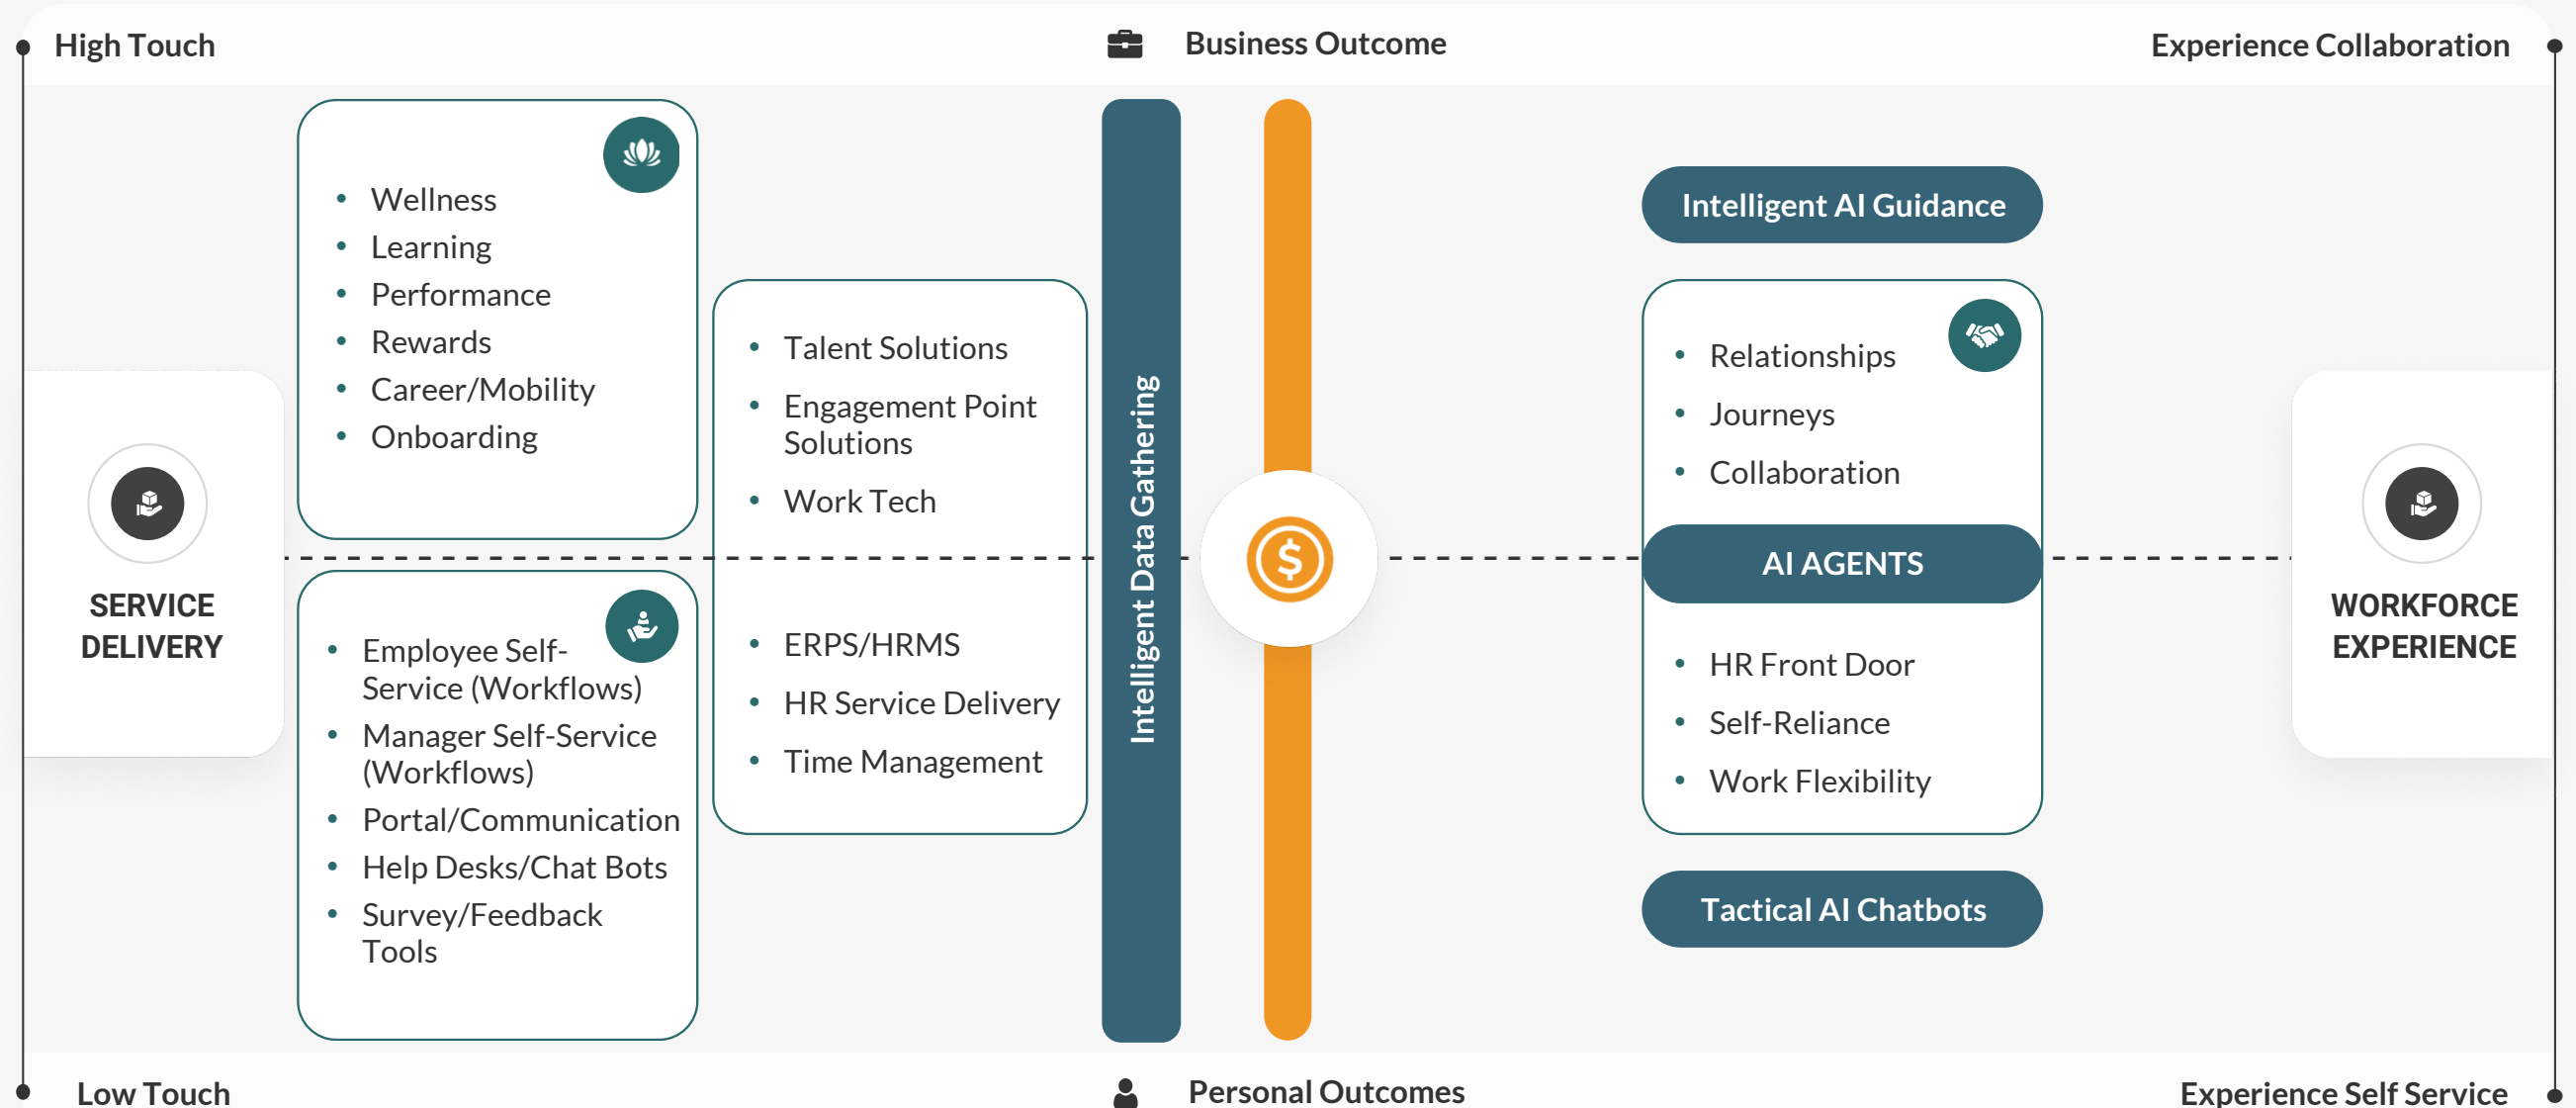 High Touch
Business Outcome
Experience Collaboration
Wellness
Learning
Performance
Rewards
Career/Mobility
Onboarding
Talent Solutions
Engagement Point
Solutions
Work Tech
Intelligent Data Gathering
$
Intelligent AI Guidance
Relationships
Journeys
Collaboration
AI AGENTS
SERVICE
DELIVERY
WORKFORCE
EXPERIENCE
Employee Self-
Service (Workflows)
Manager Self-Service
(Workflows)
Portal/Communication
Help Desks/Chat Bots
Survey/Feedback
Tools
ERPS/HRMS
HR Service Delivery
Time Management
HR Front Door
Self-Reliance
Work Flexibility
Tactical AI Chatbots
Low Touch
Personal Outcomes
Experience Self Service